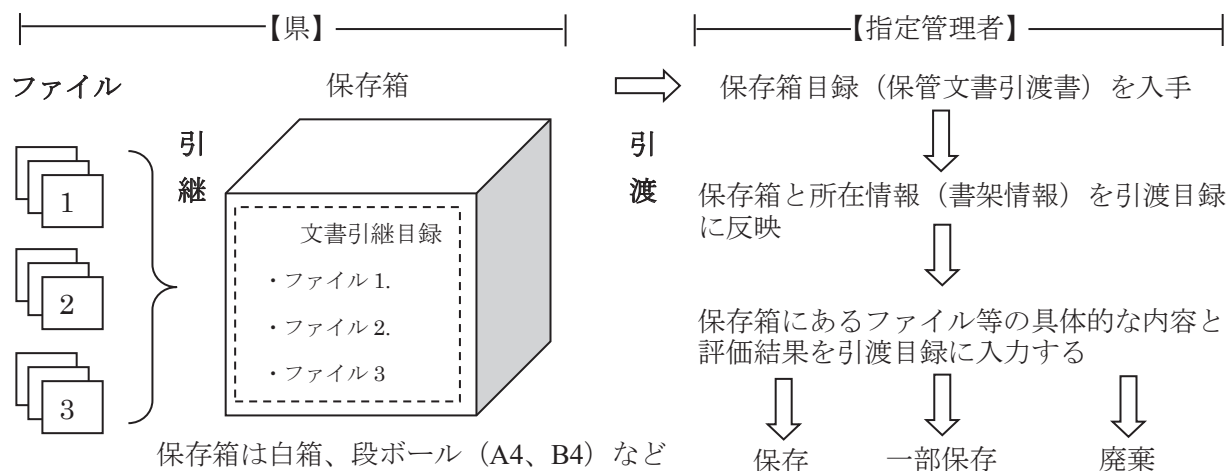 【県】
【指定管理者】
ファイル
保存箱
保存箱目録（保管文書引渡書）を入手
引継
引渡
1
2
3
文書引継目録
・ファイル 1.
・ファイル 2.
・ファイル 3
保存箱と所在情報（書架情報）を引渡目録
に反映
保存箱にあるファイル等の具体的な内容と
評価結果を引渡目録に入力する
保存箱は白箱、段ボール（A4、B4）など
保存
一部保存
廃棄